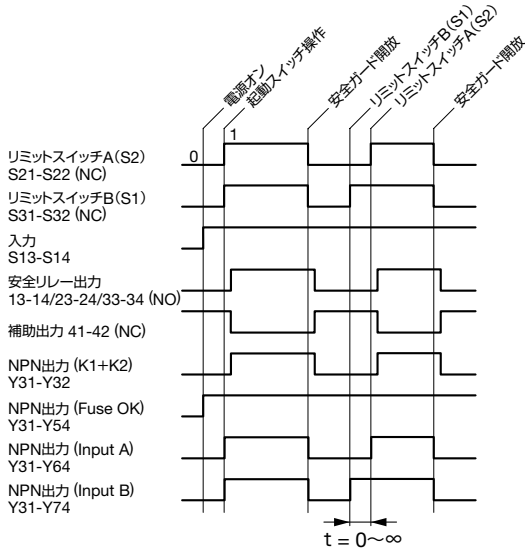 電源オン
起動スイッチ操作
安全ガード開放
リミットスイッチB(S1)
リミットスイッチA(S2)
安全ガード開放
1
0
リミットスイッチA(S2)
S21-S22 (NC)
リミットスイッチB(S1)
S31-S32 (NC)
入力
S13-S14
安全リレー出力
13-14/23-24/33-34 (NO)
補助出力 41-42 (NC)
NPN出力 (K1+K2)
Y31-Y32
NPN出力 (Fuse OK)
Y31-Y54
NPN出力 (Input A)
Y31-Y64
NPN出力 (Input B)
Y31-Y74
t = 0〜∞